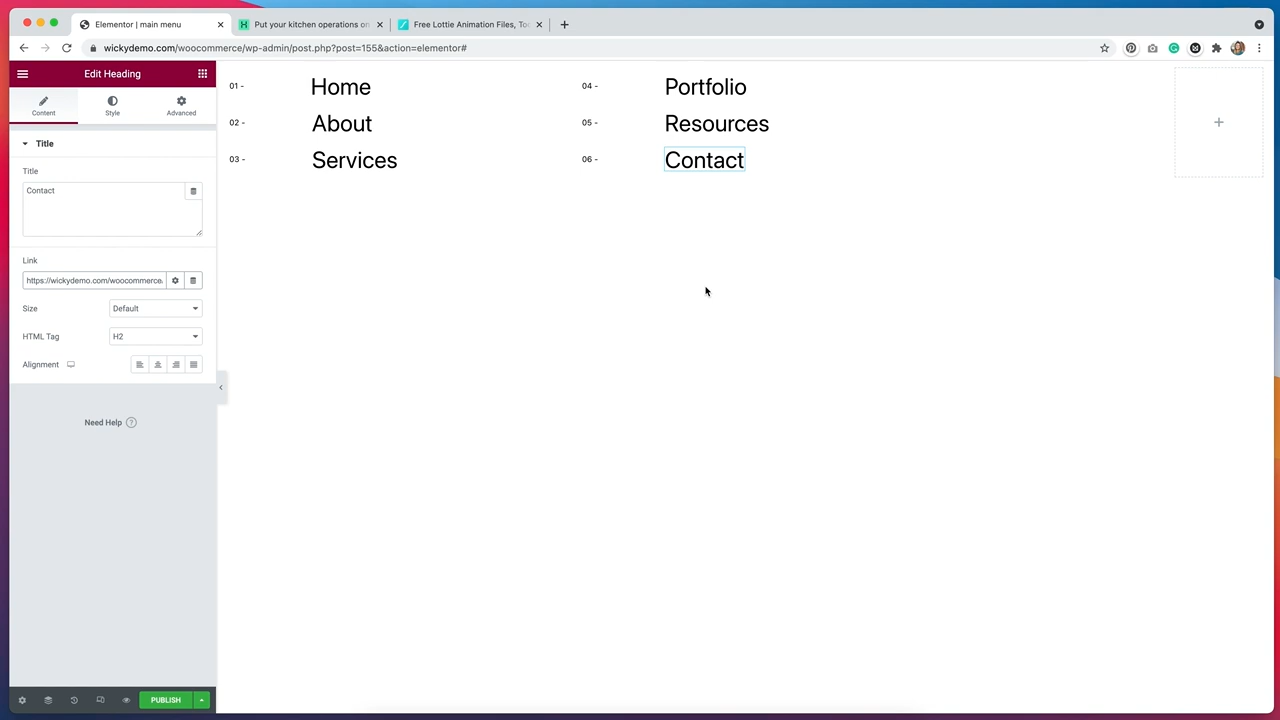 Elementor | main menu
Put your kitchen operations on
Free Lottie Animation Files, Too
wickydemo.com/woocommerce/wp-admin/post.php?post=155&action=elementor#
Edit Heading
Content
Style
Advanced
Title
Title
Contact
Link
https://wickydemo.com/woocommerce.
Size
Default
HTML Tag
H2
Alignment
Need Help ?
PUBLISH
01 - Home
02 - About
03 - Services
04 - Portfolio
05 - Resources
06 - Contact